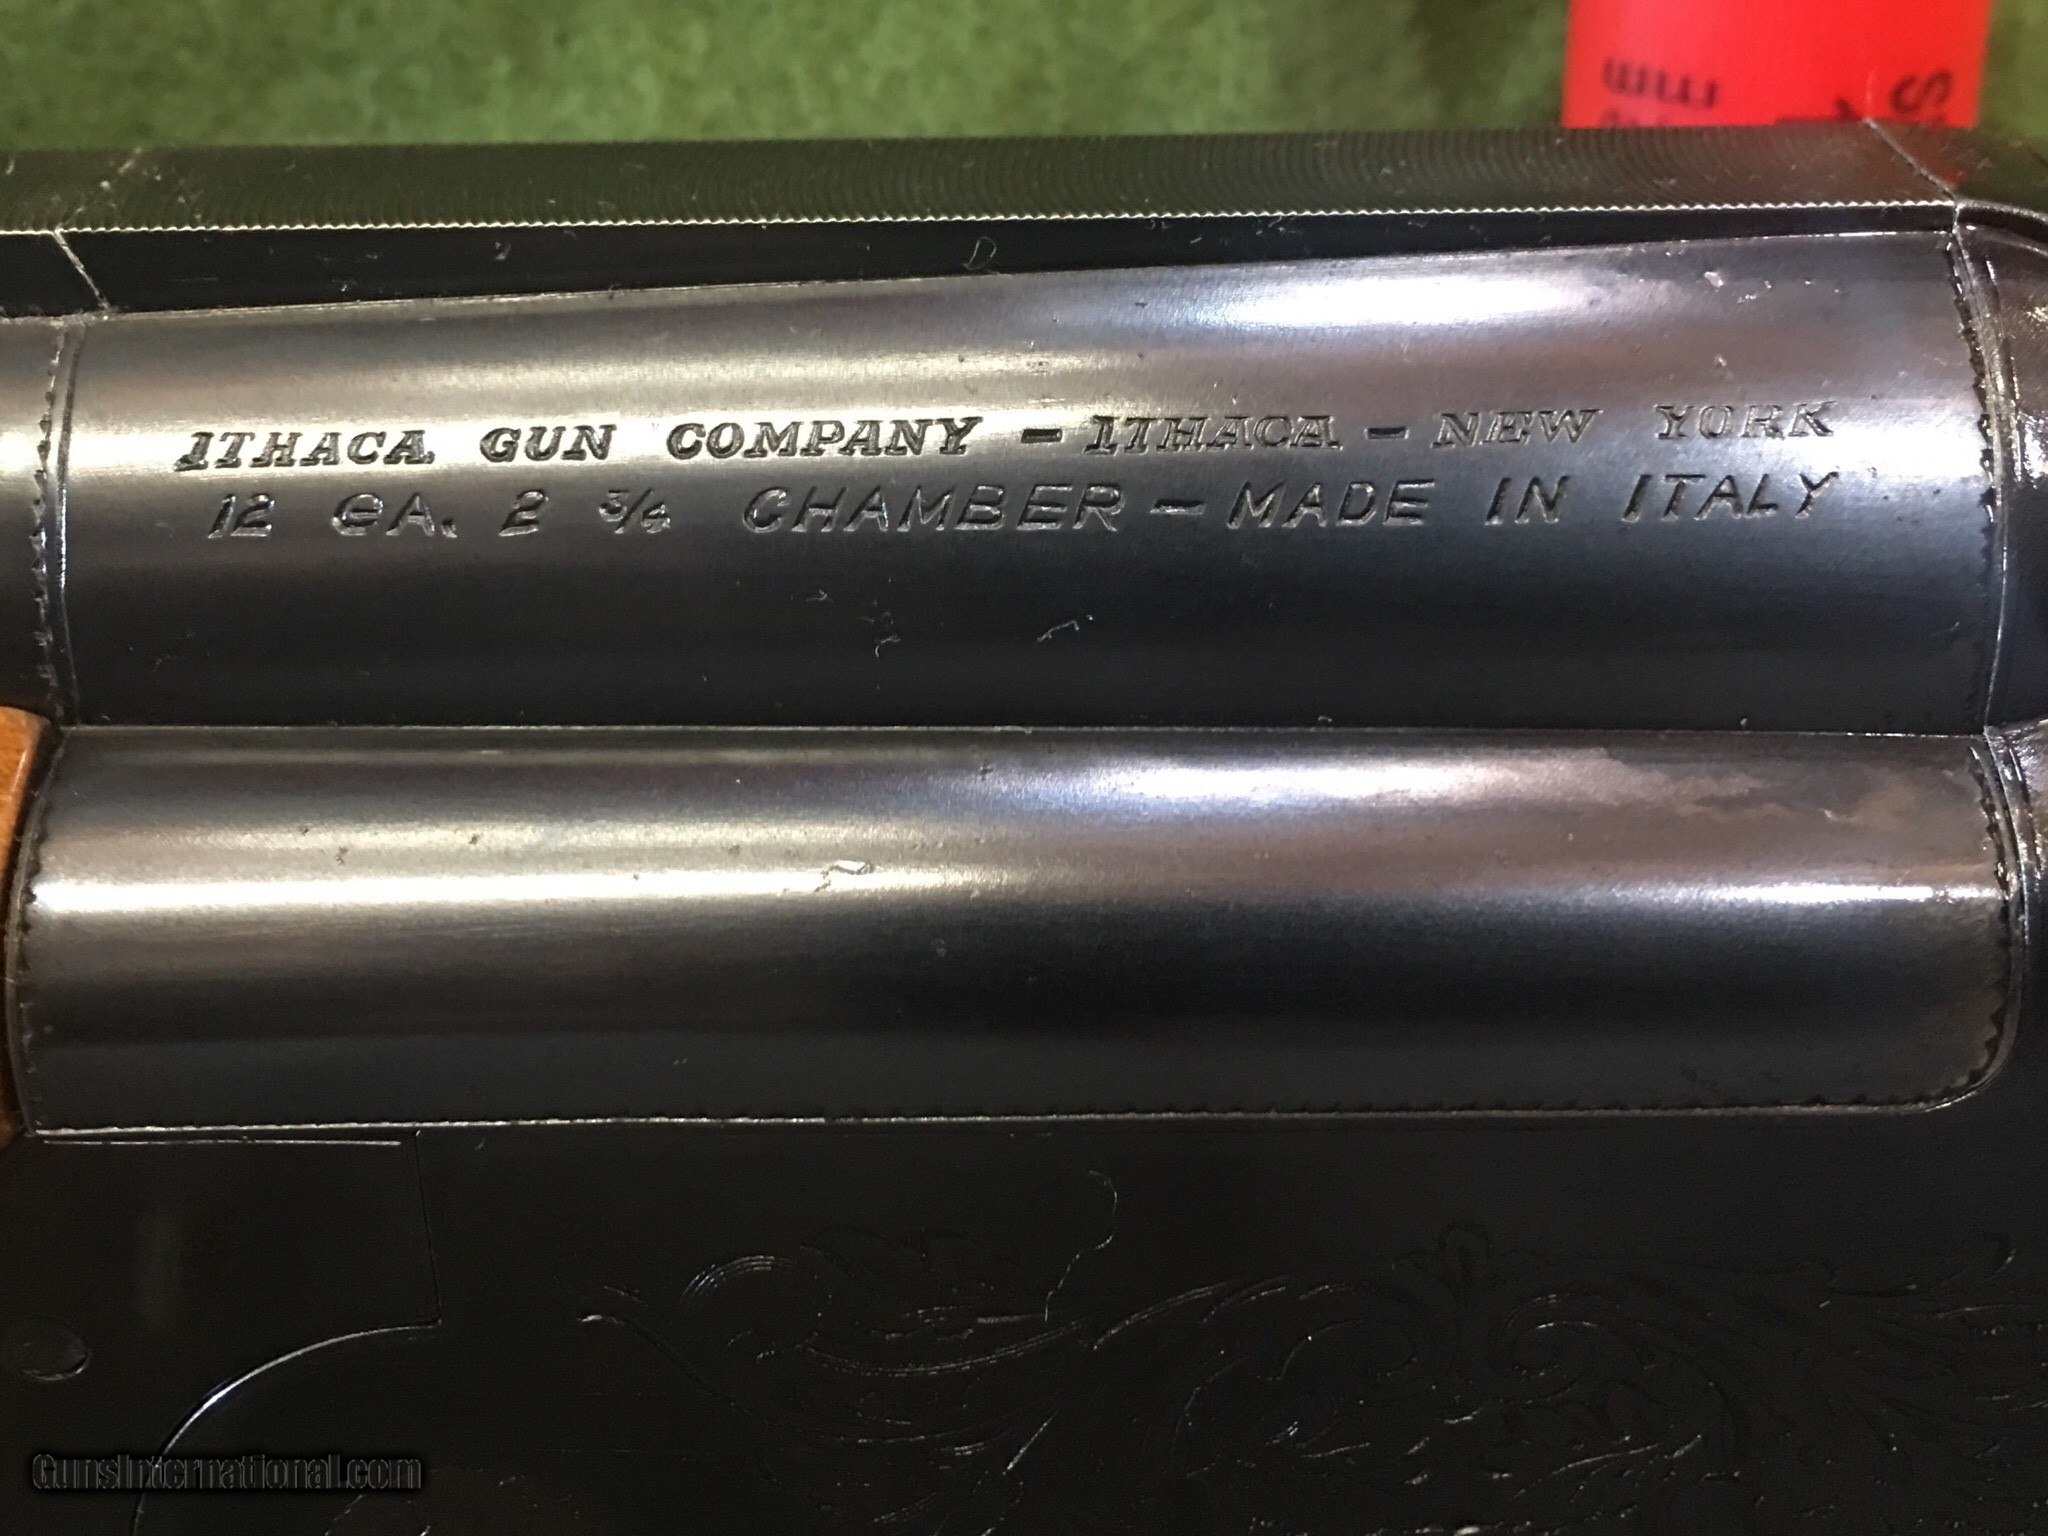 ITHACA GUN COMPANY - ITHACA - NEW YORK
12 GA. 2 3/4 CHAMBER - MADE IN ITALY
GunsInternational.com